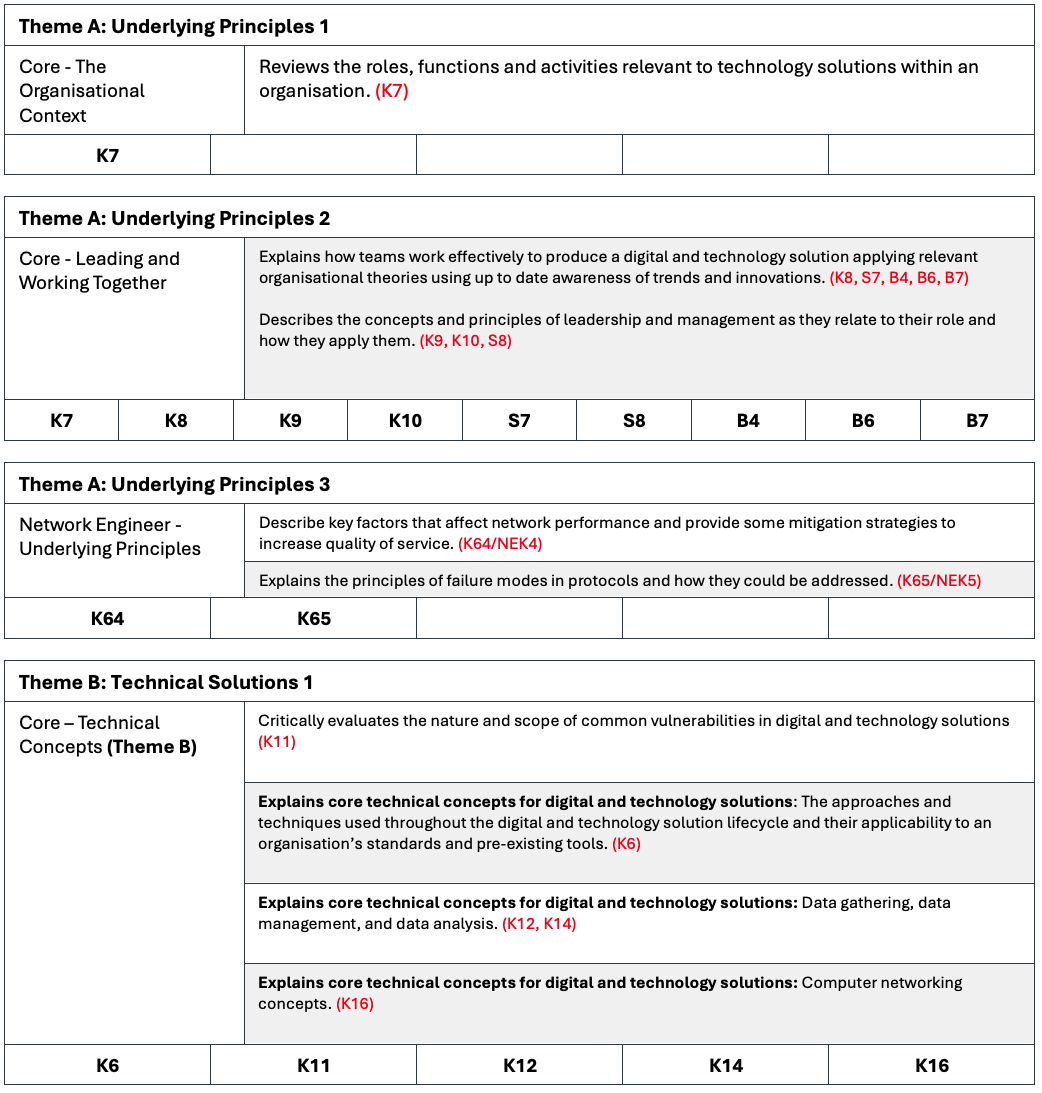 Theme A: Underlying Principles 1
Core - The
Organisational
Context
Reviews the roles, functions and activities relevant to technology solutions within an
organisation. (K7)
K7
Theme A: Underlying Principles 2
Core - Leading and
Working Together
Explains how teams work effectively to produce a digital and technology solution applying relevant
organisational theories using up to date awareness of trends and innovations. (K8, S7, B4, B6, B7)
Describes the concepts and principles of leadership and management as they relate to their role and
how they apply them. (K9, K10, S8)
K7 K8 K9 K10 S7 S8 B4 B6 B7
Theme A: Underlying Principles 3
Network Engineer -
Underlying Principles
Describe key factors that affect network performance and provide some mitigation strategies to
increase quality of service. (K64/NEK4)
Explains the principles of failure modes in protocols and how they could be addressed. (K65/NEK5)
K64 K65
Theme B: Technical Solutions 1
Core – Technical
Concepts (Theme B)
Critically evaluates the nature and scope of common vulnerabilities in digital and technology solutions
(K11)
Explains core technical concepts for digital and technology solutions: The approaches and
techniques used throughout the digital and technology solution lifecycle and their applicability to an
organisation’s standards and pre-existing tools. (K6)
Explains core technical concepts for digital and technology solutions: Data gathering, data
management, and data analysis. (K12, K14)
Explains core technical concepts for digital and technology solutions: Computer networking
concepts. (K16)
K6 K11 K12 K14 K16